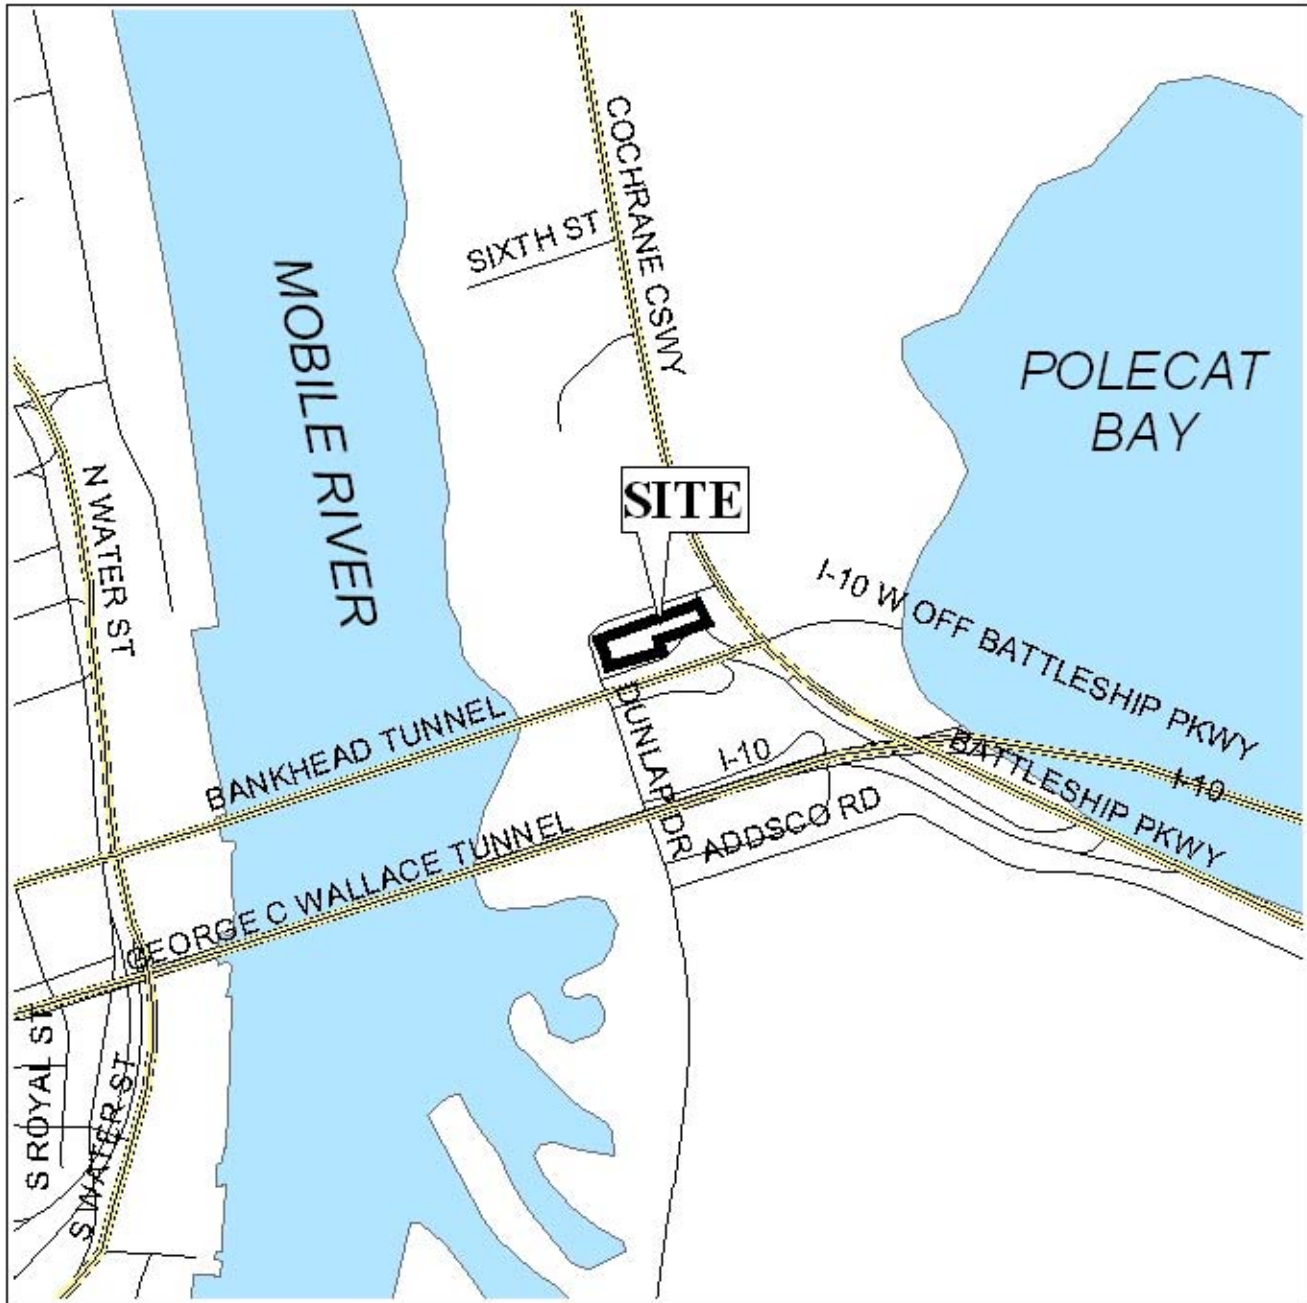 COCHRANE CSWY
SIXTH ST
MOBILE RIVER
POLECAT
BAY
N WATER ST
SITE
I-10 W OFF BATTLESHIP PKWY
BANKHEAD TUNNEL
DUNLAP DR
I-10
BATTLESHIP PKWY
I-10
GEORGE C WALLACE TUNNEL
ADDSCO RD
S ROYAL ST
S WATER ST